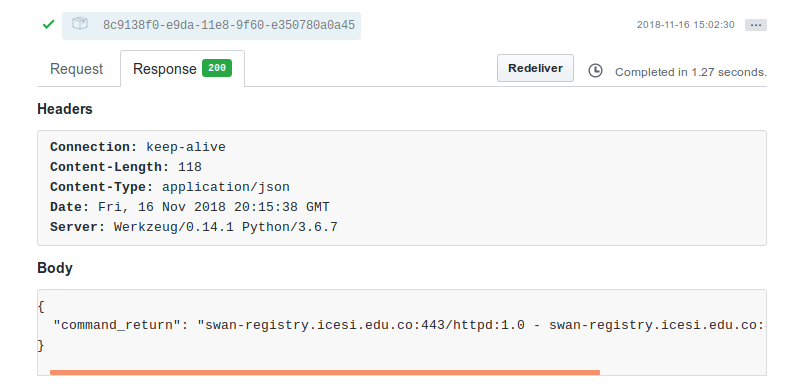 8c9138f0-e9da-11e8-9f60-e350780a0a45 2018-11-16 15:02:30 ...
Request Response 200 Redeliver Completed in 1.27 seconds.
Headers
Connection: keep-alive
Content-Length: 118
Content-Type: application/json
Date: Fri, 16 Nov 2018 20:15:38 GMT
Server: Werkzeug/0.14.1 Python/3.6.7
Body
{
"command_return": "swan-registry.icesi.edu.co:443/httpd:1.0 - swan-registry.icesi.edu.co:
}